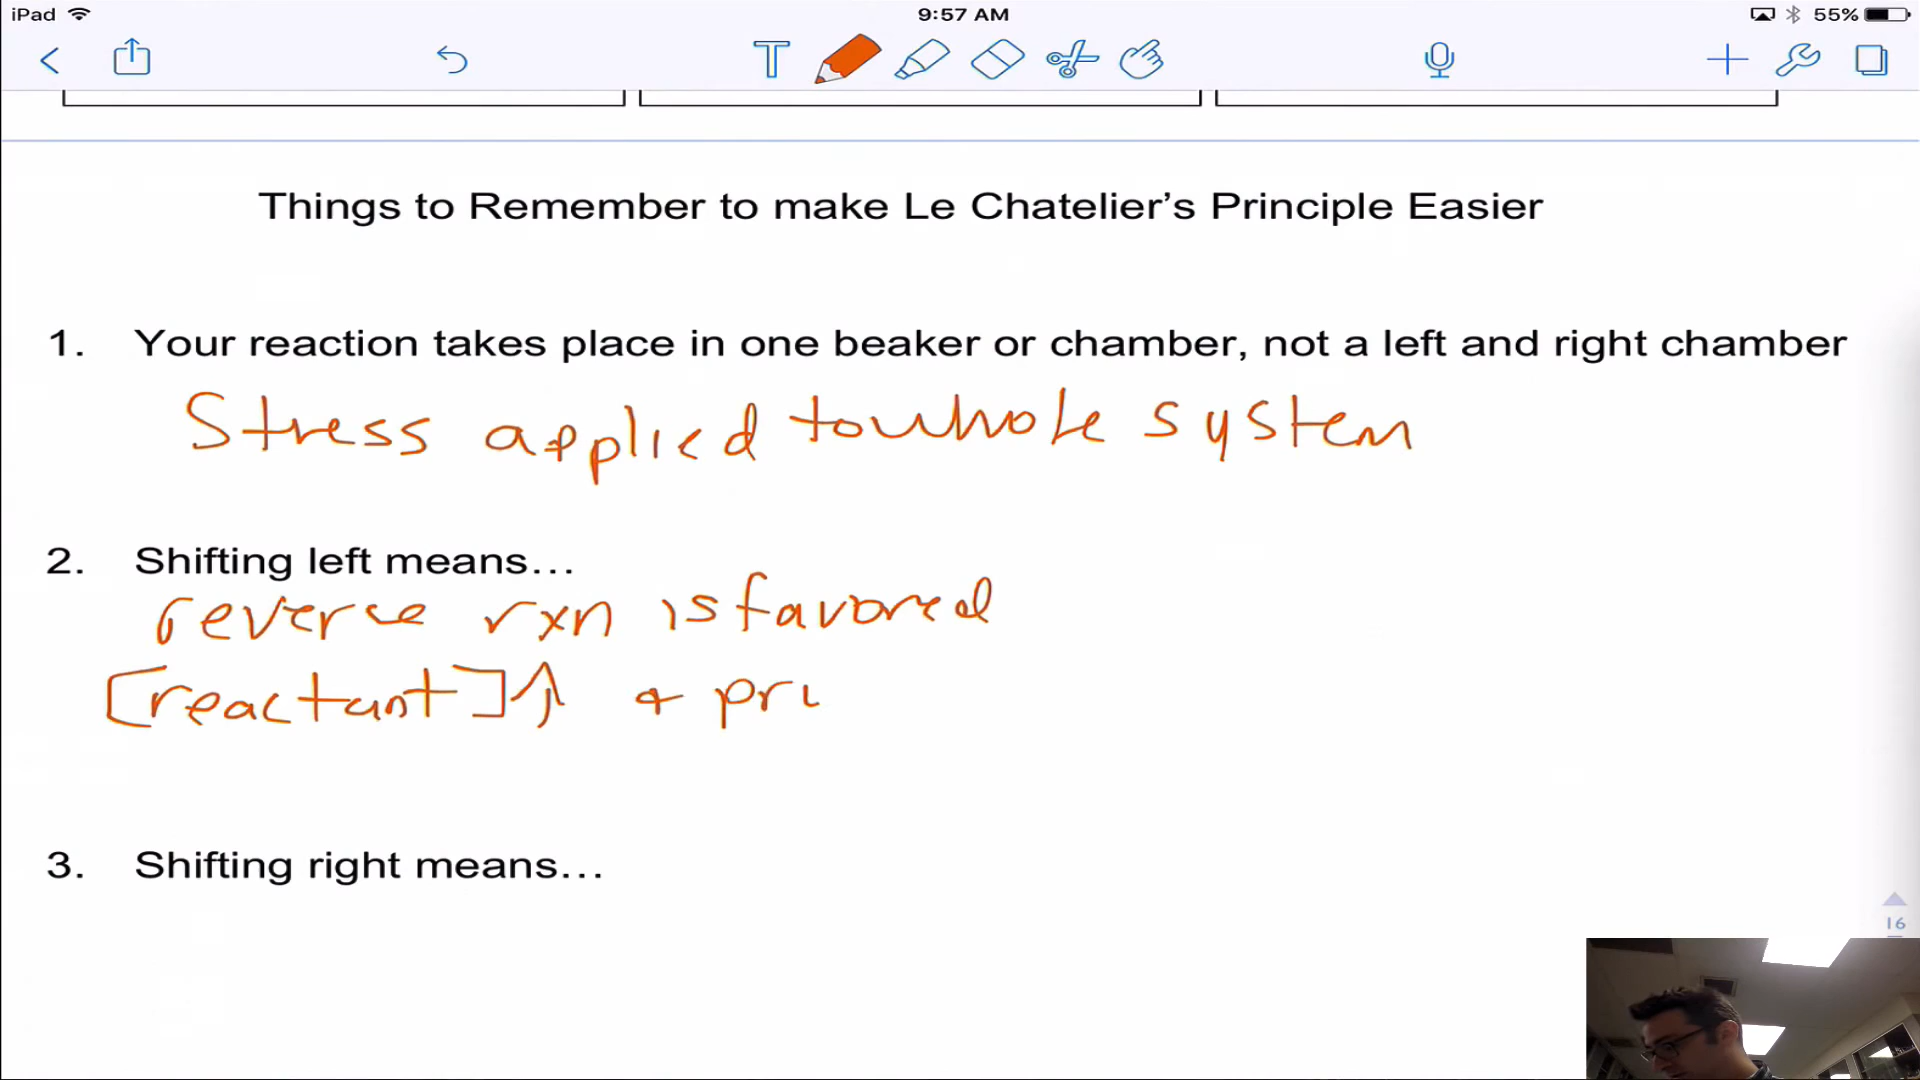 iPad 9:57 AM 55%
T
Things to Remember to make Le Chatelier’s Principle Easier
1. Your reaction takes place in one beaker or chamber, not a left and right chamber
Stress applied to whole system
2. Shifting left means…
reverse rxn is favored
[reactant]↑ + pr
3. Shifting right means…
16